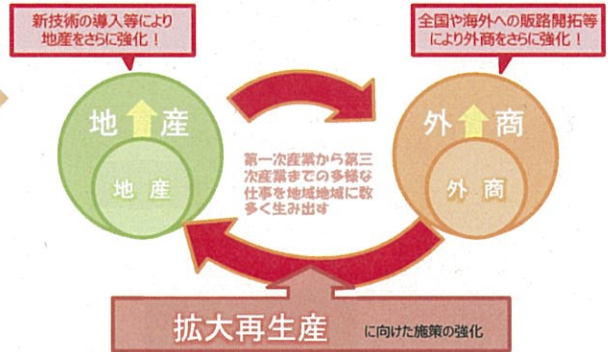 新技術の導入等により
地産をさらに強化！
全国や海外への販路開拓等
により外商をさらに強化！
地産
地産
外商
外商
第一次産業から第三
次産業までの多様な
仕事を地域地域に数
多く生み出す
拡大再生産 に向けた施策の強化